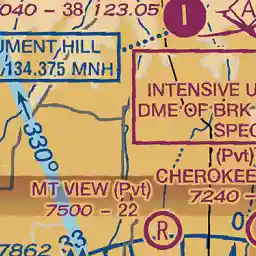 040 - 38 123.05
I
UMENT HILL
134.375 MNH
INTENSIVE U
DME OF BRK
SPEC
330°
(Pvt)
CHEROKEE
7240 -
MT VIEW (Pvt)
7500 - 22
R
0
7862
33